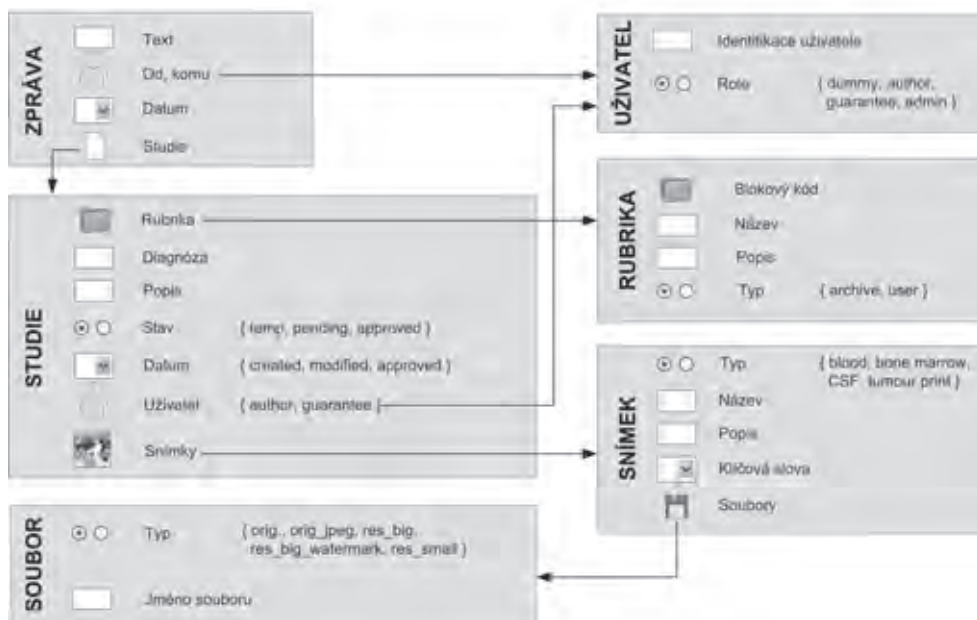 ZPRÁVA
Text
Od, komu
Datum
Studie
UŽIVATEL
Identifikace uživatele
Role { dummy, author,
guarantee, admin }
STUDIE
Rubrika
Diagnóza
Popis
Stav { temp, pending, approved }
Datum { created, modified, approved }
Uživatel { author, guarantee }
Snímky
RUBRIKA
Blokový kód
Název
Popis
Typ { archive, user }
SNÍMEK
Typ { blood, bone marrow,
CSF, tumour print }
Název
Popis
Klíčová slova
Soubory
SOUBOR
Typ { orig., orig_jpeg, res_big,
res_big_watermark, res_small }
Jméno souboru